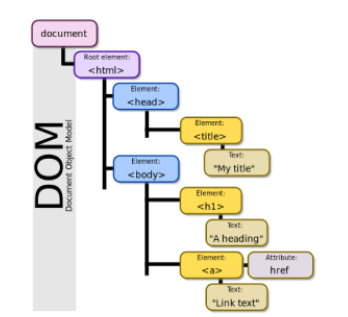 document
Root element:
<html>
Element:
<head>
Element:
<title>
Text:
"My title"
Element:
<body>
Element:
<h1>
Text:
"A heading"
Element:
<a>
Attribute:
href
Text:
"Link text"
DOM
Document Object Model